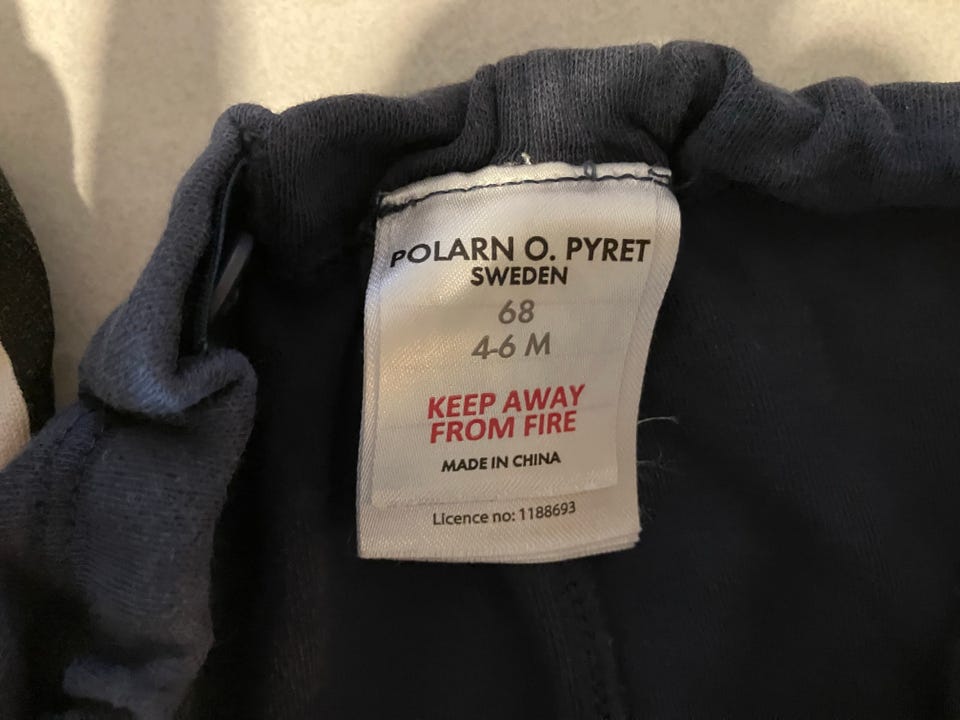 POLARN O. PYRET
SWEDEN
68
4-6 M
KEEP AWAY
FROM FIRE
MADE IN CHINA
Licence no: 1188693